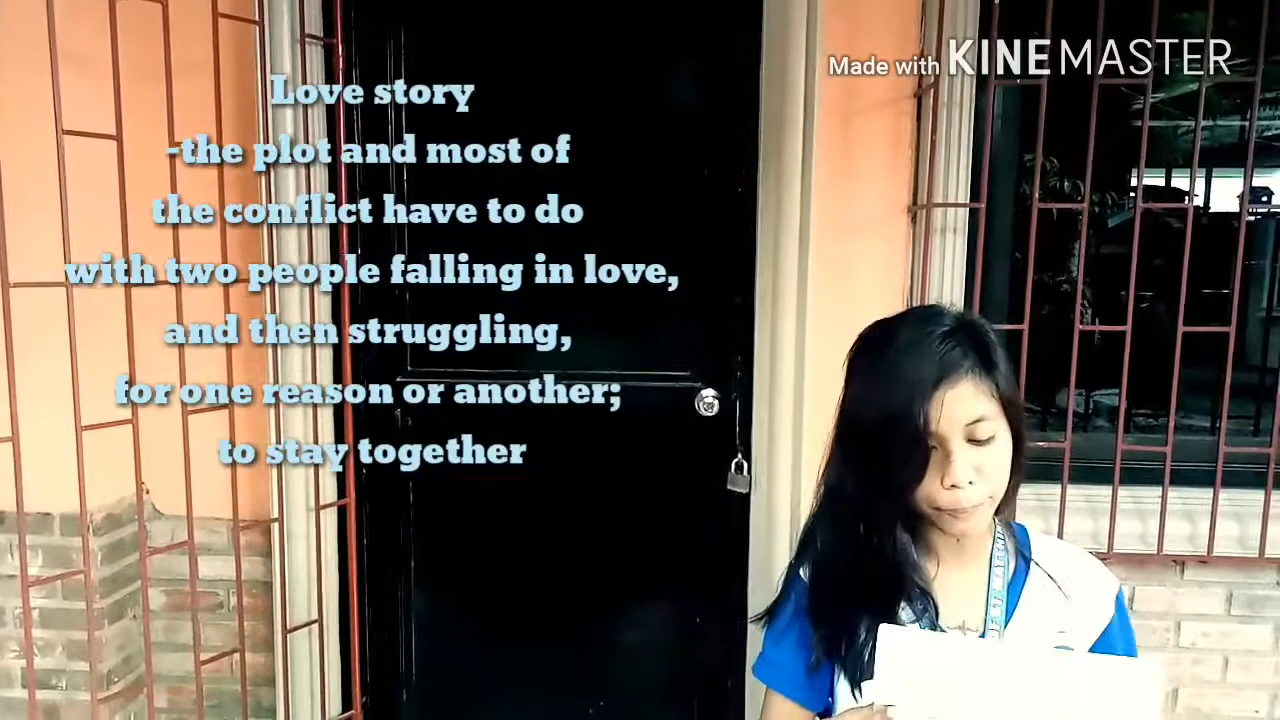 Made with KINEMASTER
Love story
-the plot and most of
the conflict have to do
with two people falling in love,
and then struggling,
for one reason or another;
to stay together